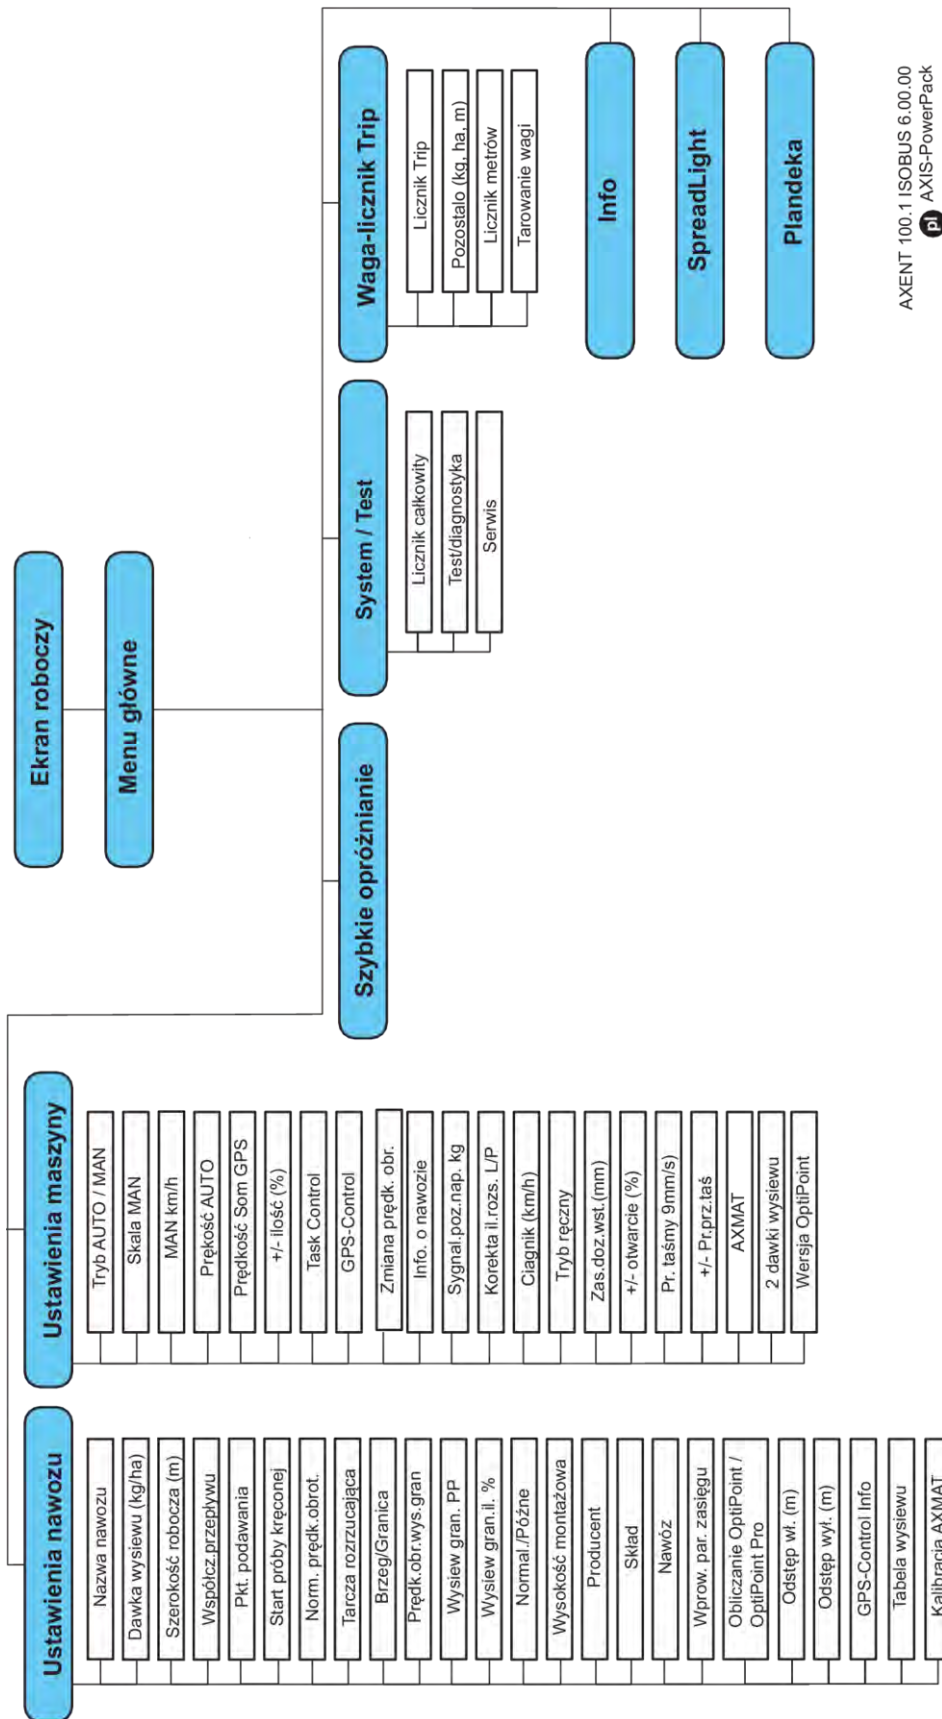 Ekran roboczy
Menu główne
Ustawienia nawozu
Nazwa nawozu
Dawka wysiewu (kg/ha)
Szerokość robocza (m)
Współcz.przepływu
Pkt. podawania
Start próby kręconej
Norm. prędk.obrot.
Tarcza rozrzucająca
Brzeg/Granica
Prędk.obr.wys.gran
Wysiew gran. PP
Wysiew gran.il. %
Normal./Późne
Wysokość montażowa
Producent
Skład
Nawóz
Wprow. par. zasięgu
Obliczanie OptiPoint /
OptiPoint Pro
Odstęp wł. (m)
Odstęp wył. (m)
GPS-Control Info
Tabela wysiewu
Kalibracja AXMAT
Ustawienia maszyny
Tryb AUTO / MAN
Skala MAN
MAN km/h
Prękość AUTO
Prędkość Som GPS
+/- ilość (%)
Task Control
GPS-Control
Zmiana prędk. obr.
Info. o nawozie
Sygnal.poz.nap. kg
Korekta il.rozs. L/P
Ciągnik (km/h)
Tryb ręczny
Zas.doz.wst.(mm)
+/- otwarcie (%)
Pr. taśmy 9mm/s)
+/- Pr.prz.taś
AXMAT
2 dawki wysiewu
Wersja OptiPoint
Szybkie opróżnianie
System / Test
Licznik całkowity
Test/diagnostyka
Serwis
Waga-licznik Trip
Licznik Trip
Pozostalo (kg, ha, m)
Licznik metrów
Tarowanie wagi
Info
SpreadLight
Plandeka
AXENT 100.1 ISOBUS 6.00.00
pl AXIS-PowerPack